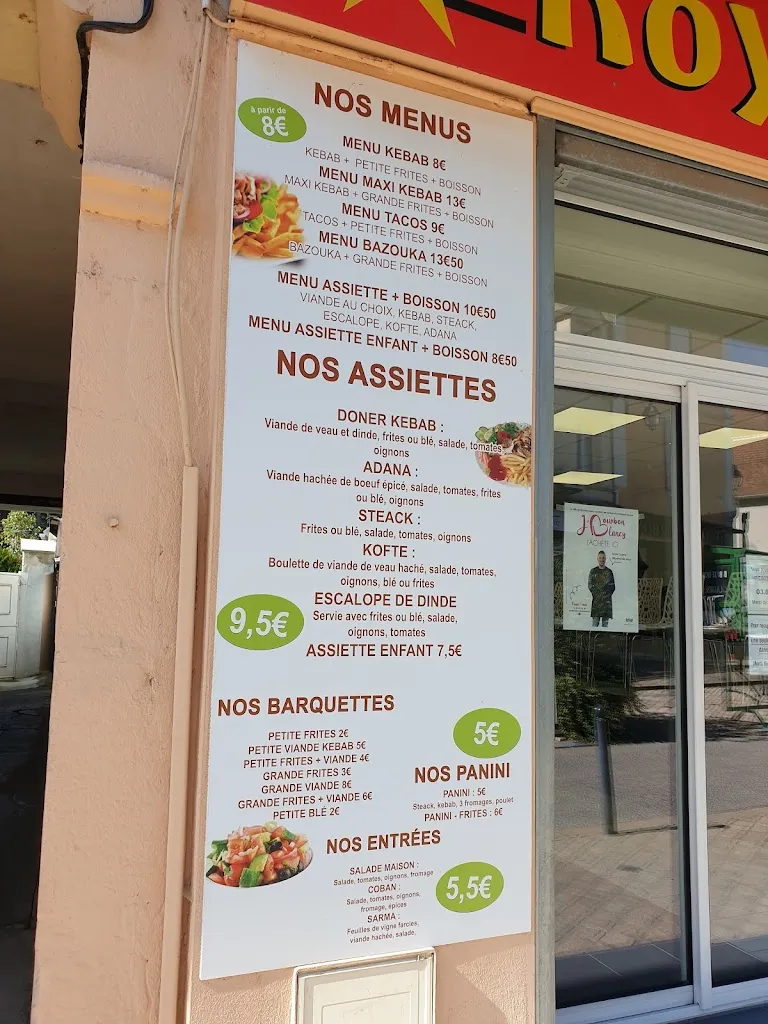 à parir de
8€
NOS MENUS
MENU KEBAB 8€
KEBAB + PETITE FRITES + BOISSON
MENU MAXI KEBAB 13€
MAXI KEBAB + GRANDE FRITES + BOISSON
MENU TACOS 9€
TACOS + PETITE FRITES + BOISSON
MENU BAZOUKA 13€50
BAZOUKA + GRANDE FRITES + BOISSON
MENU ASSIETTE + BOISSON 10€50
VIANDE AU CHOIX, KEBAB, STEACK,
ESCALOPE, KOFTE, ADANA
MENU ASSIETTE ENFANT + BOISSON 8€50
NOS ASSIETTES
DONER KEBAB :
Viande de veau et dinde, frites ou blé, salade, tomates,
oignons
ADANA :
Viande hachée de boeuf épicé, salade, tomates, frites
ou blé, oignons
STEACK :
Frites ou blé, salade, tomates, oignons
KOFTE :
Boulette de viande de veau haché, salade, tomates,
oignons, blé ou frites
9,5€
ESCALOPE DE DINDE
Servie avec frites ou blé, salade,
oignons, tomates
ASSIETTE ENFANT 7,5€
NOS BARQUETTES
PETITE FRITES 2€
PETITE VIANDE KEBAB 5€
PETITE FRITES + VIANDE 4€
GRANDE FRITES 3€
GRANDE VIANDE 8€
GRANDE FRITES + VIANDE 6€
PETITE BLÉ 2€
5€
NOS PANINI
PANINI : 5€
Steack, kebab, 3 fromages, poulet
PANINI - FRITES : 6€
NOS ENTRÉES
SALADE MAISON :
Salade, tomates, oignons, fromage
COBAN :
Salade, tomates, oignons,
fromage, épices
SARMA :
Feuilles de vigne farcies,
viande hachée, salade,
5,5€
ROY
J'
Bourbon
Lancy
J'ACHÈTE ICI